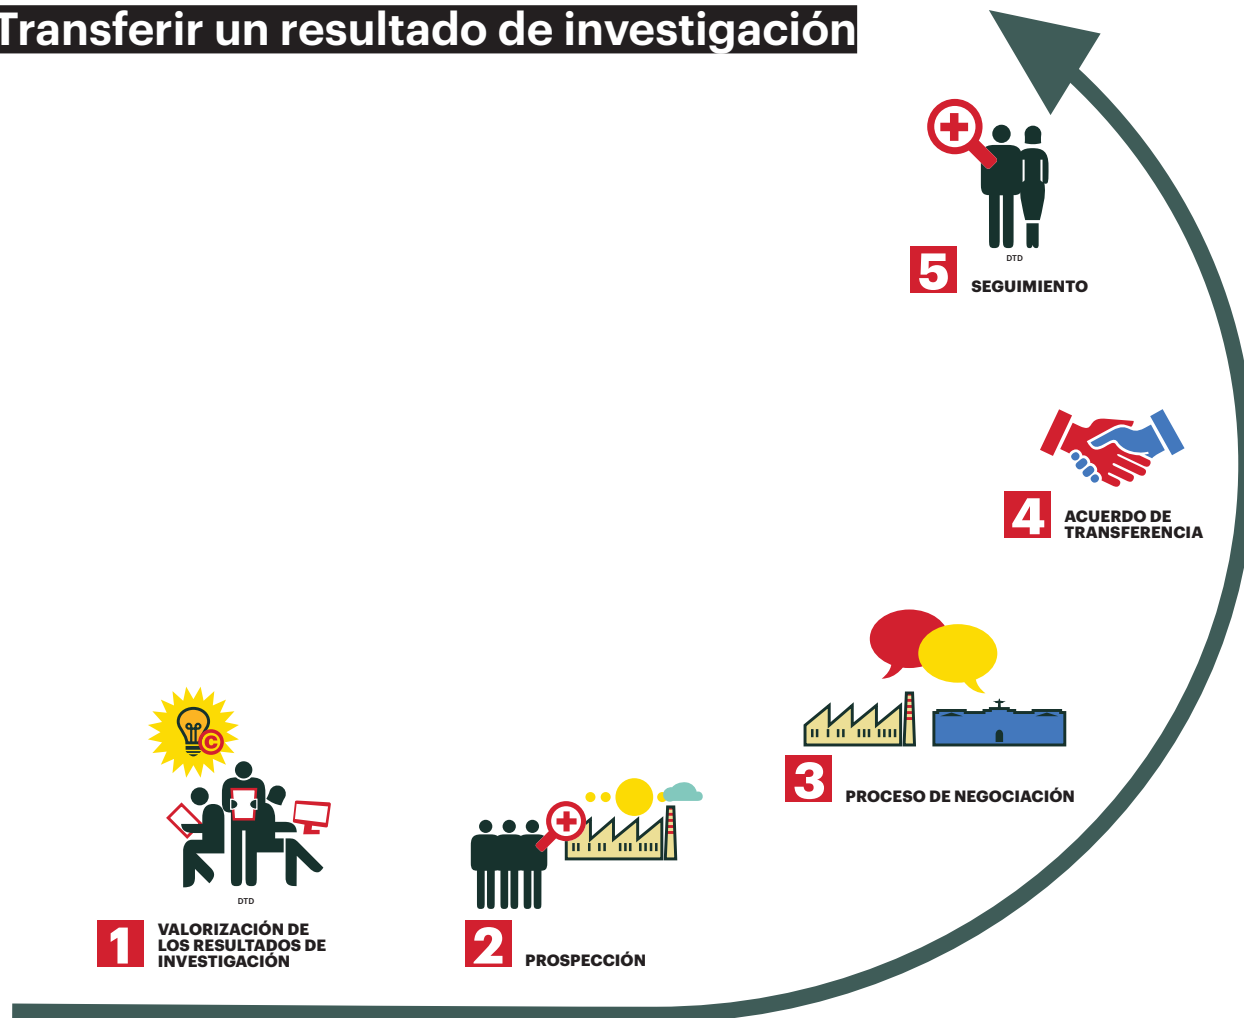 Transferir un resultado de investigación
DTD
5
SEGUIMIENTO
4
ACUERDO DE
TRANSFERENCIA
3
PROCESO DE NEGOCIACIÓN
©
DTD
1
VALORIZACIÓN DE
LOS RESULTADOS DE
INVESTIGACIÓN
2
PROSPECCIÓN